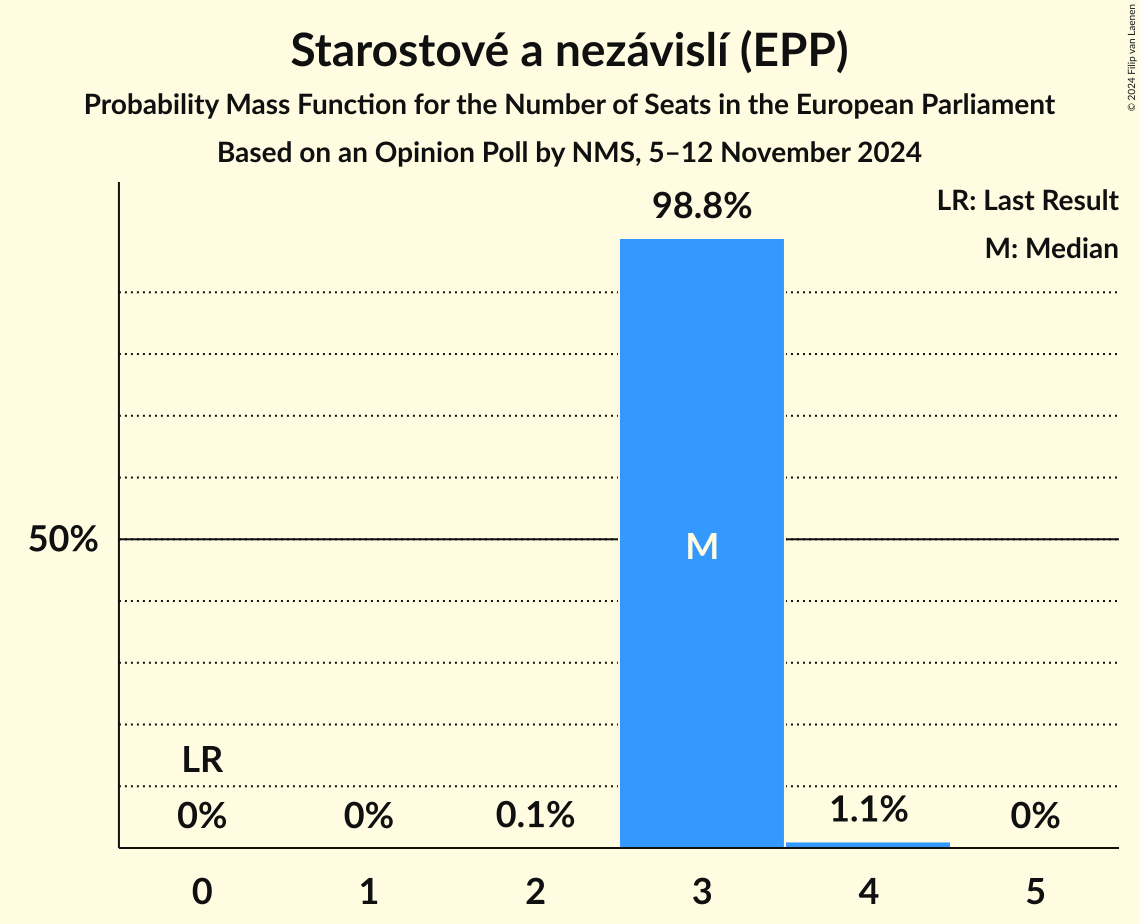 Starostové a nezávislí (EPP)
Probability Mass Function for the Number of Seats in the European Parliament
Based on an Opinion Poll by NMS, 5–12 November 2024
© 2024 Filip van Laenen
98.8%
LR: Last Result
M: Median
50%
M
LR
0%
0%
0.1%
1.1%
0%
0
1
2
3
4
5